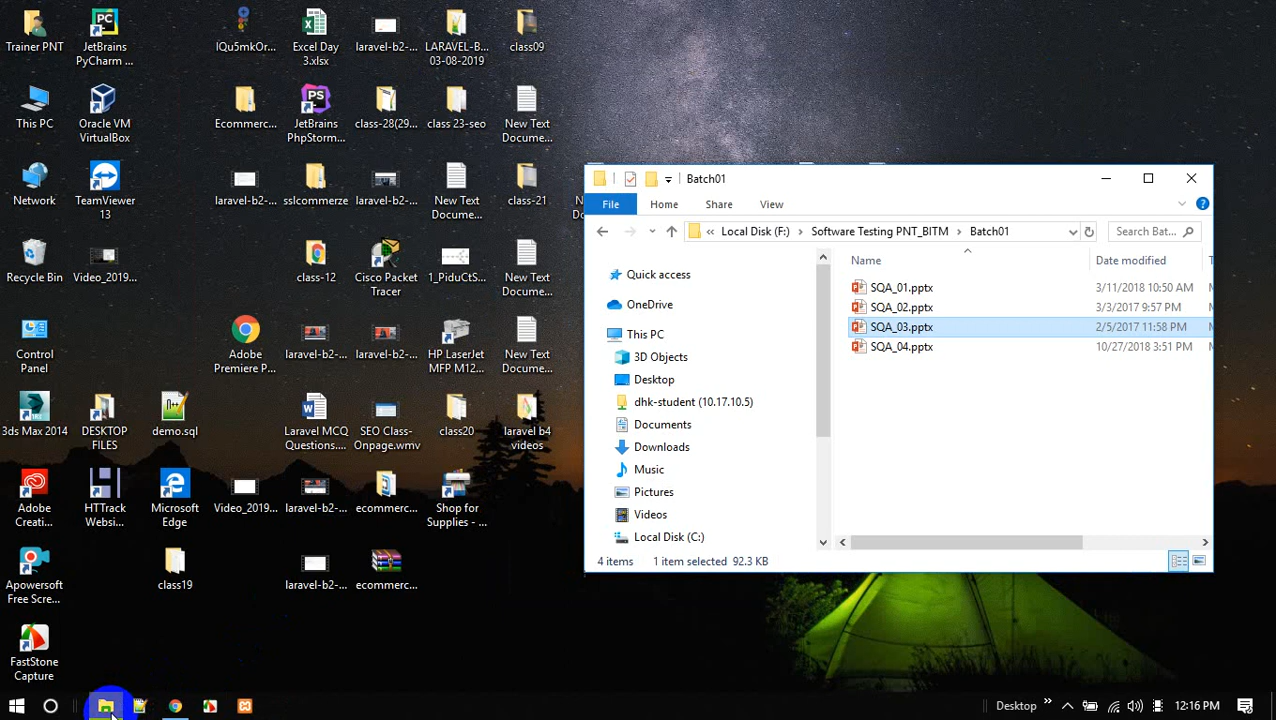 Trainer PNT
JetBrains
PyCharm ...
IQu5mkOr...
Excel Day
3.xlsx
laravel-b2-...
LARAVEL-B...
03-08-2019
class09
This PC
Oracle VM
VirtualBox
Ecommerc...
JetBrains
PhpStorm...
class-28(29...
class 23-seo
New Text
Docume...
Network
TeamViewer
13
laravel-b2-...
sslcommerze
laravel-b2-...
New Text
Docume...
class-21
Recycle Bin
Video_2019...
class-12
Cisco Packet
Tracer
1_PiduCtS...
New Text
Docume...
Control
Panel
Adobe
Premiere P...
laravel-b2-...
laravel-b2-...
HP LaserJet
MFP M12...
New Text
Docume...
3ds Max 2014
DESKTOP
FILES
demo.sql
Laravel MCQ
Questions....
SEO Class-
Onpage.wmv
class20
laravel b4
videos
Adobe
Creati...
HTTrack
Websi...
Microsoft
Edge
Video_2019...
laravel-b2-...
ecommerc...
Shop for
Supplies - ...
Apowersoft
Free Scre...
class19
laravel-b2-...
ecommerc...
FastStone
Capture
Batch01
File Home Share View
« Local Disk (F:) > Software Testing PNT_BITM > Batch01
Search Bat...
Quick access
OneDrive
This PC
3D Objects
Desktop
dhk-student (10.17.10.5)
Documents
Downloads
Music
Pictures
Videos
Local Disk (C:)
Name Date modified
SQA_01.pptx 3/11/2018 10:50 AM
SQA_02.pptx 3/3/2017 9:57 PM
SQA_03.pptx 2/5/2017 11:58 PM
SQA_04.pptx 10/27/2018 3:51 PM
4 items 1 item selected 92.3 KB
Desktop » 12:16 PM